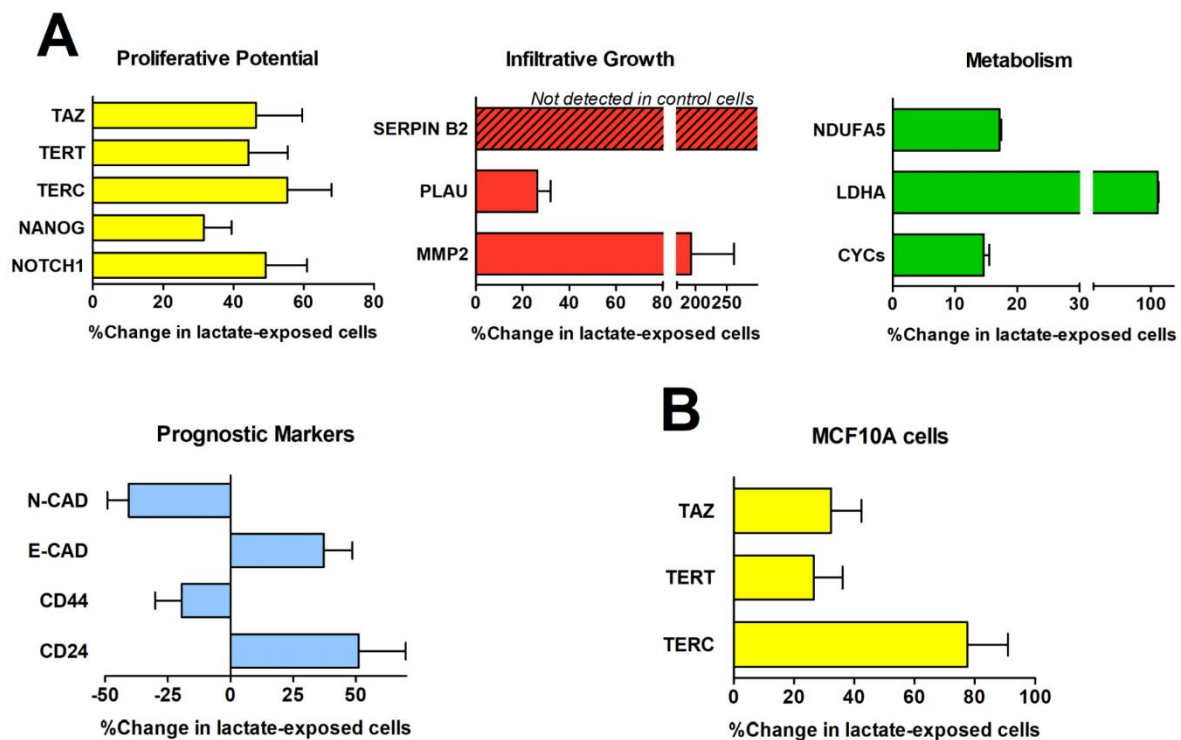 A
Proliferative Potential
TAZ
TERT
TERC
NANOG
NOTCH1
0 20 40 60 80
%Change in lactate-exposed cells
Infiltrative Growth
Not detected in control cells
SERPIN B2
PLAU
MMP2
0 20 40 60 80 200 250
%Change in lactate-exposed cells
Metabolism
NDUFA5
LDHA
CYCs
0 10 20 30 100
%Change in lactate-exposed cells
Prognostic Markers
N-CAD
E-CAD
CD44
CD24
-50 -25 0 25 50
%Change in lactate-exposed cells
B
MCF10A cells
TAZ
TERT
TERC
0 20 40 60 80 100
%Change in lactate-exposed cells